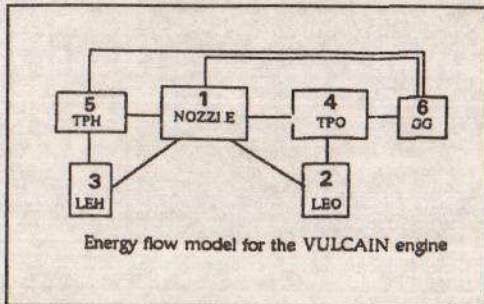 5
TPH
1
NOZZLE
4
TPO
6
GG
3
LEH
2
LEO
Energy flow model for the VULCAIN engine